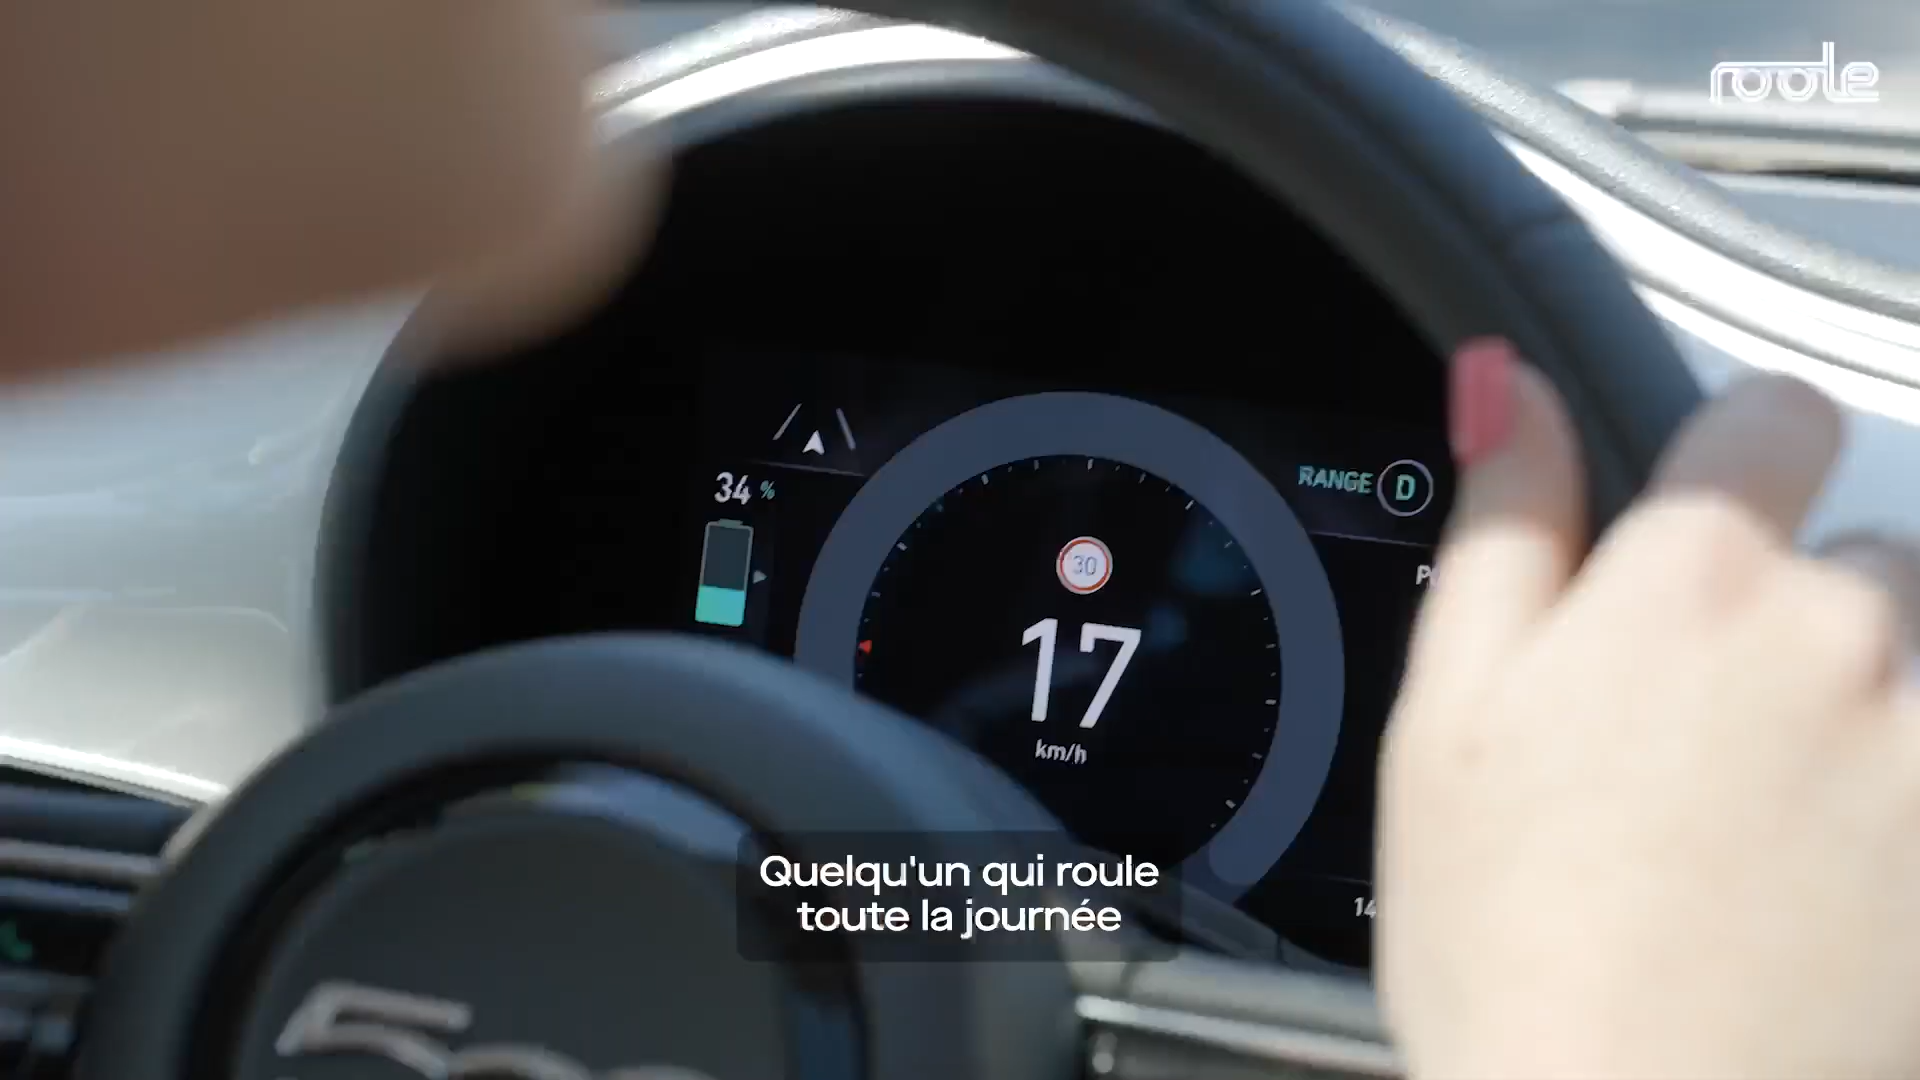 roole
34 %
RANGE D
30
17
km/h
Quelqu'un qui roule
toute la journée